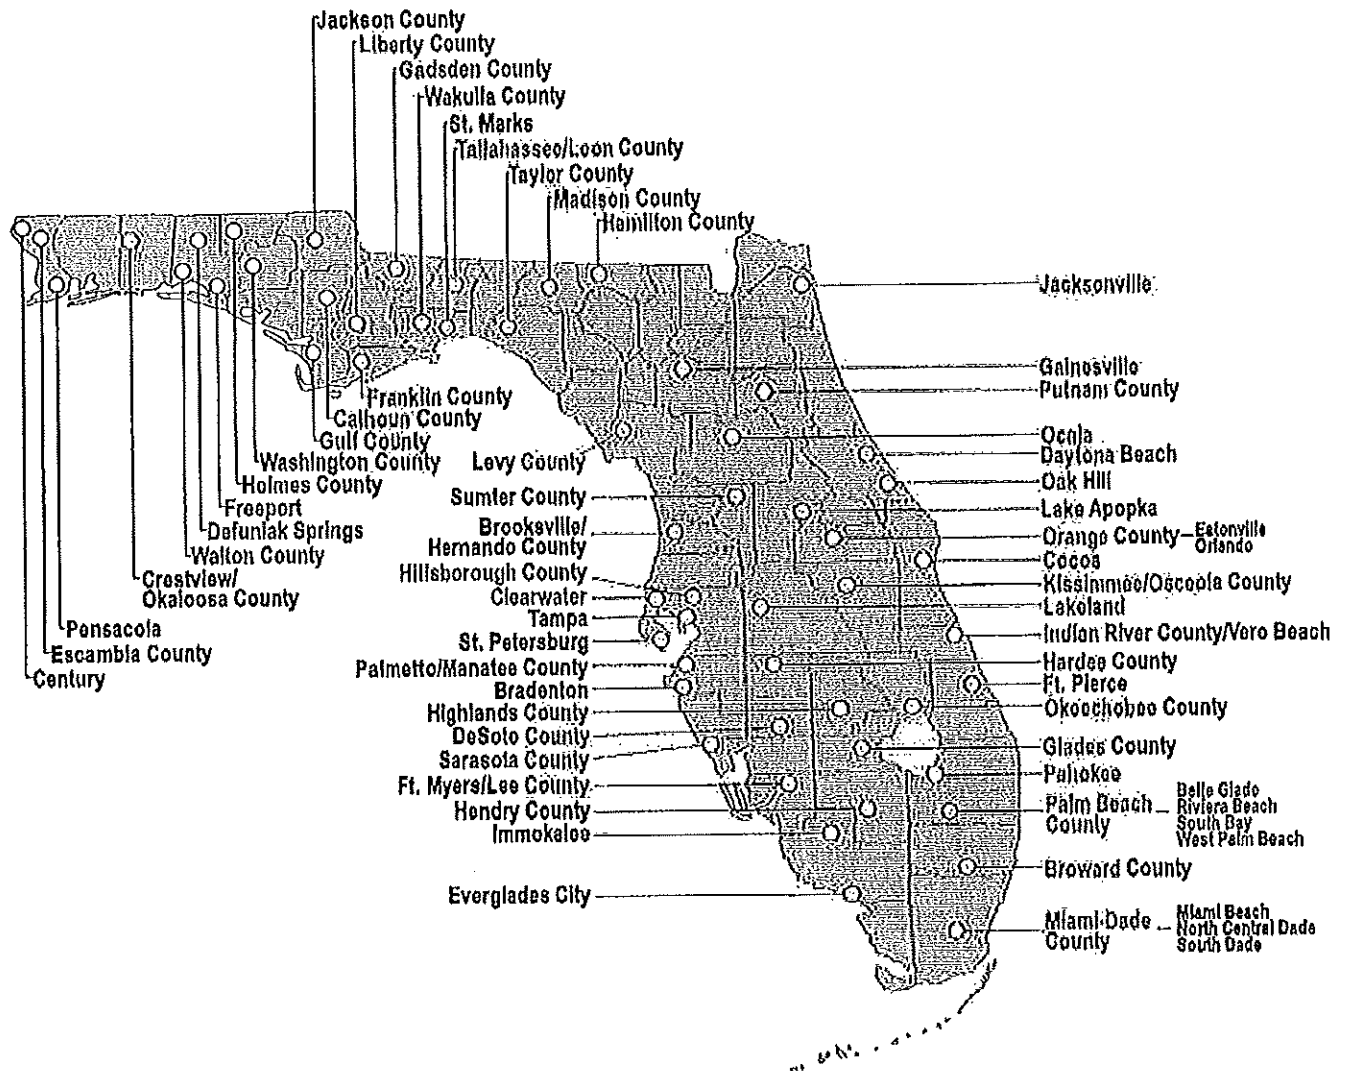 Jackson County
Liberty County
Gadsden County
Wakulla County
St. Marks
Tallahassee/Leon County
Taylor County
Madison County
Hamilton County
Jacksonville
Gainesville
Putnam County
Franklin County
Calhoun County
Gulf County
Washington County
Holmes County
Freeport
Defuniak Springs
Walton County
Crestview/
Okaloosa County
Pensacola
Escambia County
Century
Levy County
Sumter County
Brooksville/
Hernando County
Hillsborough County
Clearwater
Tampa
St. Petersburg
Palmetto/Manatee County
Bradenton
Highlands County
DeSoto County
Sarasota County
Ft. Myers/Lee County
Hendry County
Immokalee
Everglades City
Ocala
Daytona Beach
Oak Hill
Lake Apopka
Orange County
Eatonville
Orlando
Cocoa
Kissimmee/Osceola County
Lakeland
Indian River County/Vero Beach
Hardee County
Ft. Pierce
Okeechobee County
Glades County
Pahokee
Palm Beach
County
Belle Glade
Riviera Beach
South Bay
West Palm Beach
Broward County
Miami-Dade
County
Miami Beach
North Central Dade
South Dade